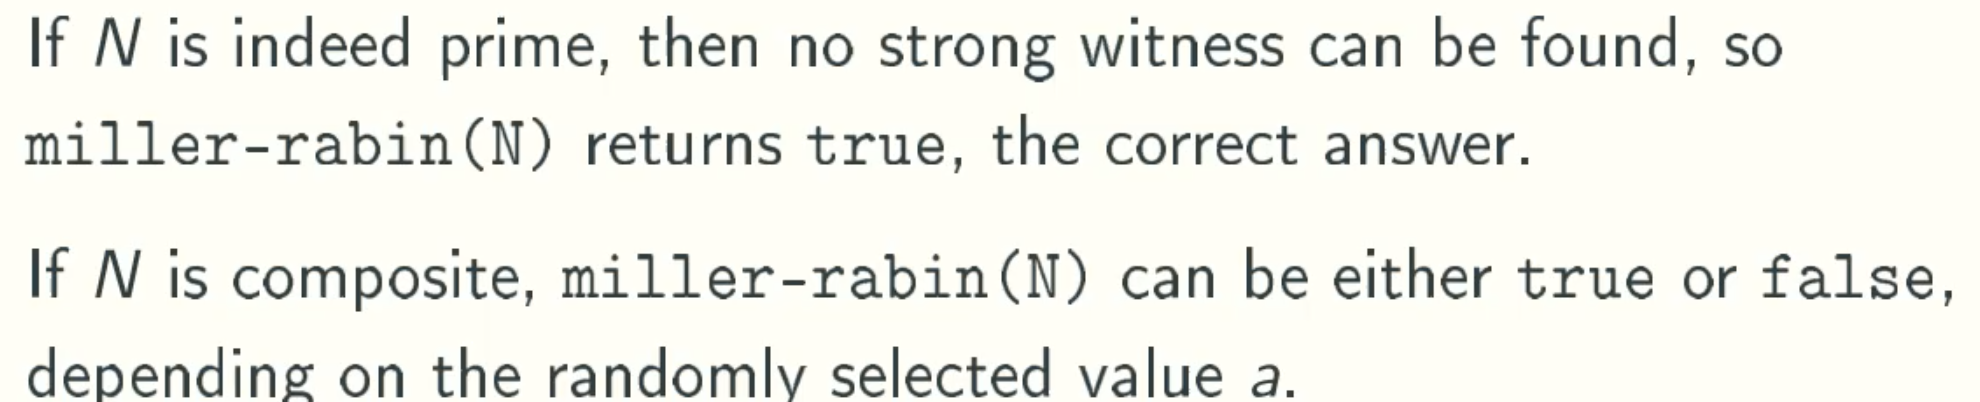 If N is indeed prime, then no strong witness can be found, so
miller-rabin(N) returns true, the correct answer.
If N is composite, miller-rabin(N) can be either true or false,
depending on the randomly selected value a.